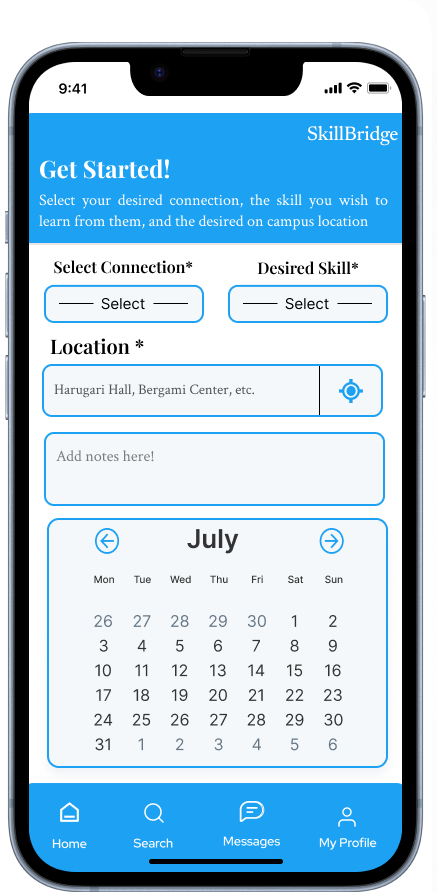 9:41
SkillBridge
Get Started!
Select your desired connection, the skill you wish to
learn from them, and the desired on campus location
Select Connection* Desired Skill*
Select Select
Location *
Harugari Hall, Bergami Center, etc.
Add notes here!
July
Mon Tue Wed Thu Fri Sat Sun
26 27 28 29 30 1 2
3 4 5 6 7 8 9
10 11 12 13 14 15 16
17 18 19 20 21 22 23
24 25 26 27 28 29 30
31 1 2 3 4 5 6
Home Search Messages My Profile